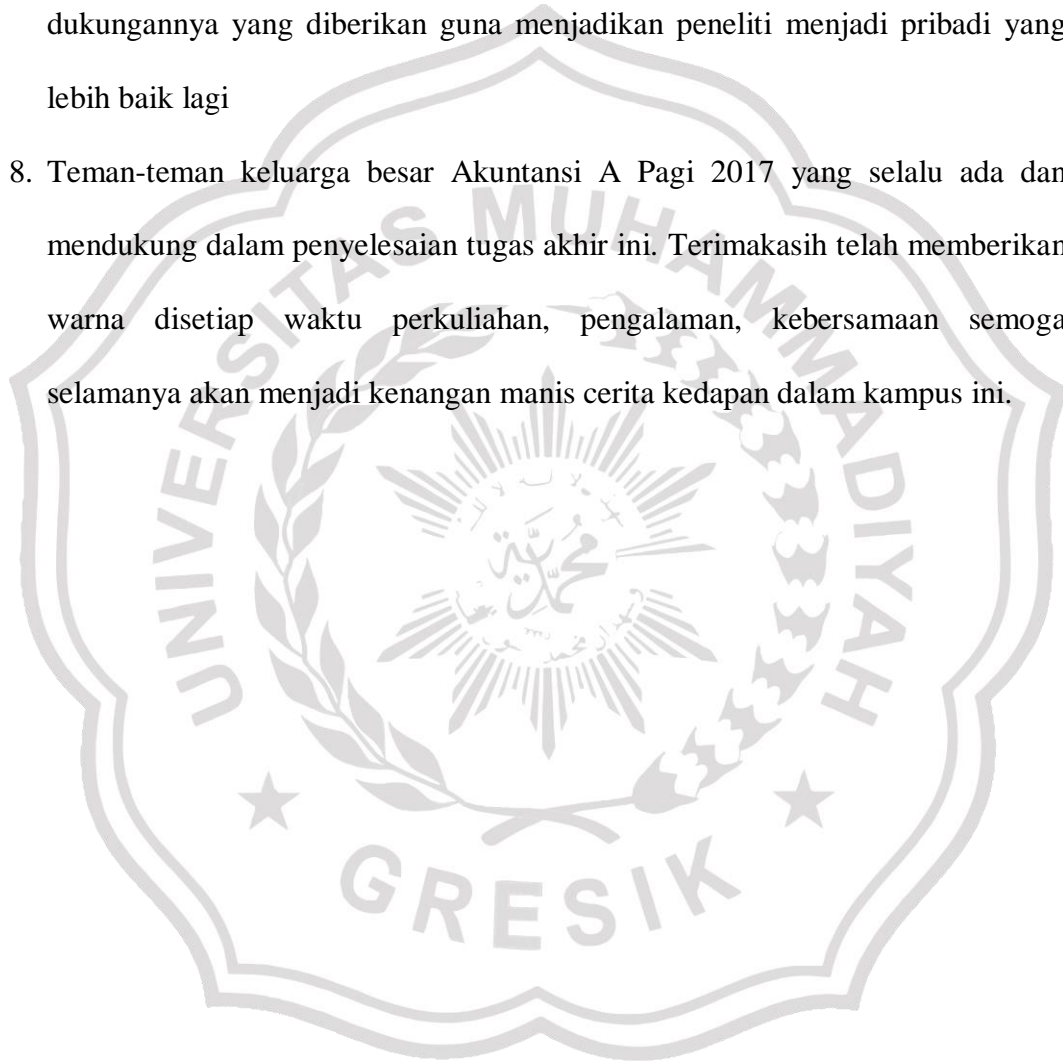 dukungannya yang diberikan guna menjadikan peneliti menjadi pribadi yang
lebih baik lagi
8. Teman-teman keluarga besar Akuntansi A Pagi 2017 yang selalu ada dan
mendukung dalam penyelesaian tugas akhir ini. Terimakasih telah memberikan
warna disetiap waktu perkuliahan, pengalaman, kebersamaan semoga
selamanya akan menjadi kenangan manis cerita kedapan dalam kampus ini.
UNIVERSITAS MUHAMMADIYAH
محمدية
GRESIK